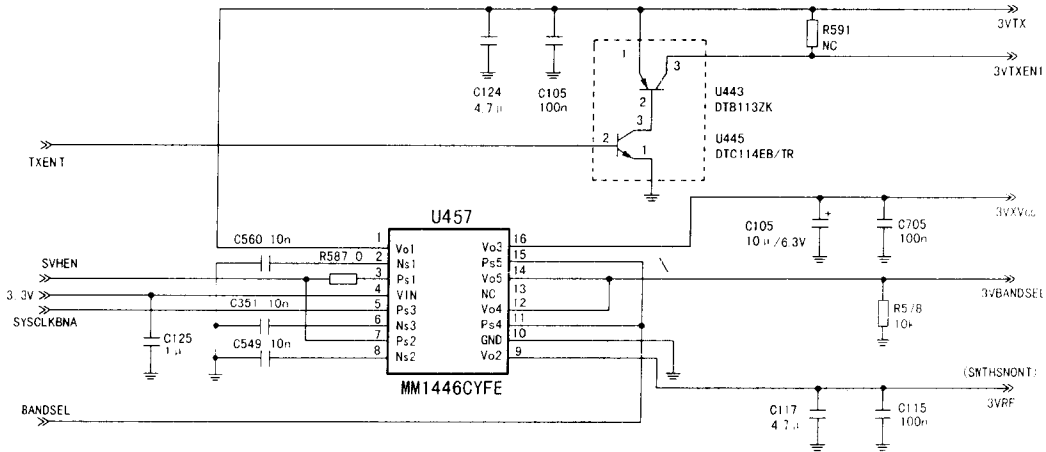 3VTX
R591
NC
3VTXEN1
C124
4.7μ
C105
100n
1
3
2
U443
DTB113ZK
3
U445
DTC114EB/TR
2
1
TXENT
U457
C560 10n
1
Vo1
Vo3
16
2
Ns1
Ps5
15
SVHEN
R587 0
3
Ps1
Vo5
14
3.3V
4
VIN
NC
13
C351 10n
5
Ps3
Vo4
12
SYSCLKBNA
6
Ns3
Ps4
11
7
Ps2
GND
10
C549 10n
8
Ns2
Vo2
9
C125
1μ
MM1446CYFE
BANDSEL
3VXVcc
C105
10μ/6.3V
+
C705
100n
3VBANDSEL
R578
(SWTHSNONT)
3VRF
C117
4.7μ
C115
100n